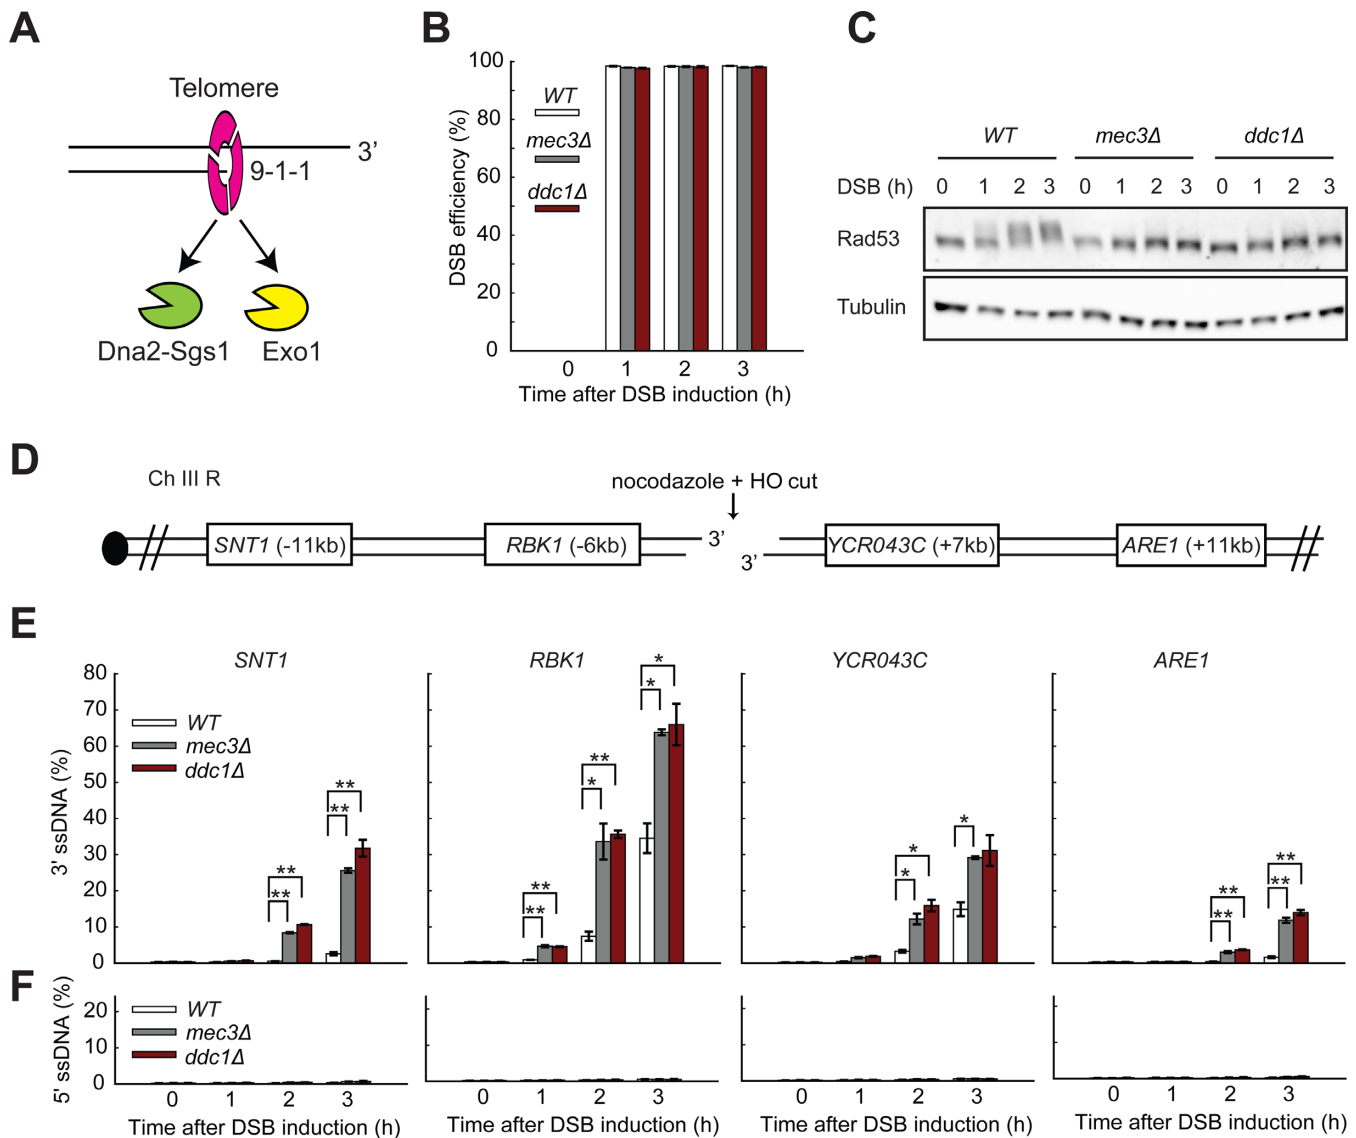 A
Telomere
3'
9-1-1
Dna2-Sgs1
Exo1
B
100
80
60
40
20
0
DSB efficiency (%)
WT
mec3Δ
ddc1Δ
0 1 2 3
Time after DSB induction (h)
C
WT mec3Δ ddc1Δ
DSB (h) 0 1 2 3 0 1 2 3 0 1 2 3
Rad53
Tubulin
D
Ch III R
nocodazole + HO cut
SNT1 (-11kb)
RBK1 (-6kb)
3'
3'
YCR043C (+7kb)
ARE1 (+11kb)
E
SNT1
RBK1
YCR043C
ARE1
80
70
60
50
40
30
20
10
0
3' ssDNA (%)
WT
mec3Δ
ddc1Δ
** **
** **
** **
* **
* *
* *
*
** **
** **
F
20
10
0
5' ssDNA (%)
WT
mec3Δ
ddc1Δ
0 1 2 3
Time after DSB induction (h)
0 1 2 3
Time after DSB induction (h)
0 1 2 3
Time after DSB induction (h)
0 1 2 3
Time after DSB induction (h)